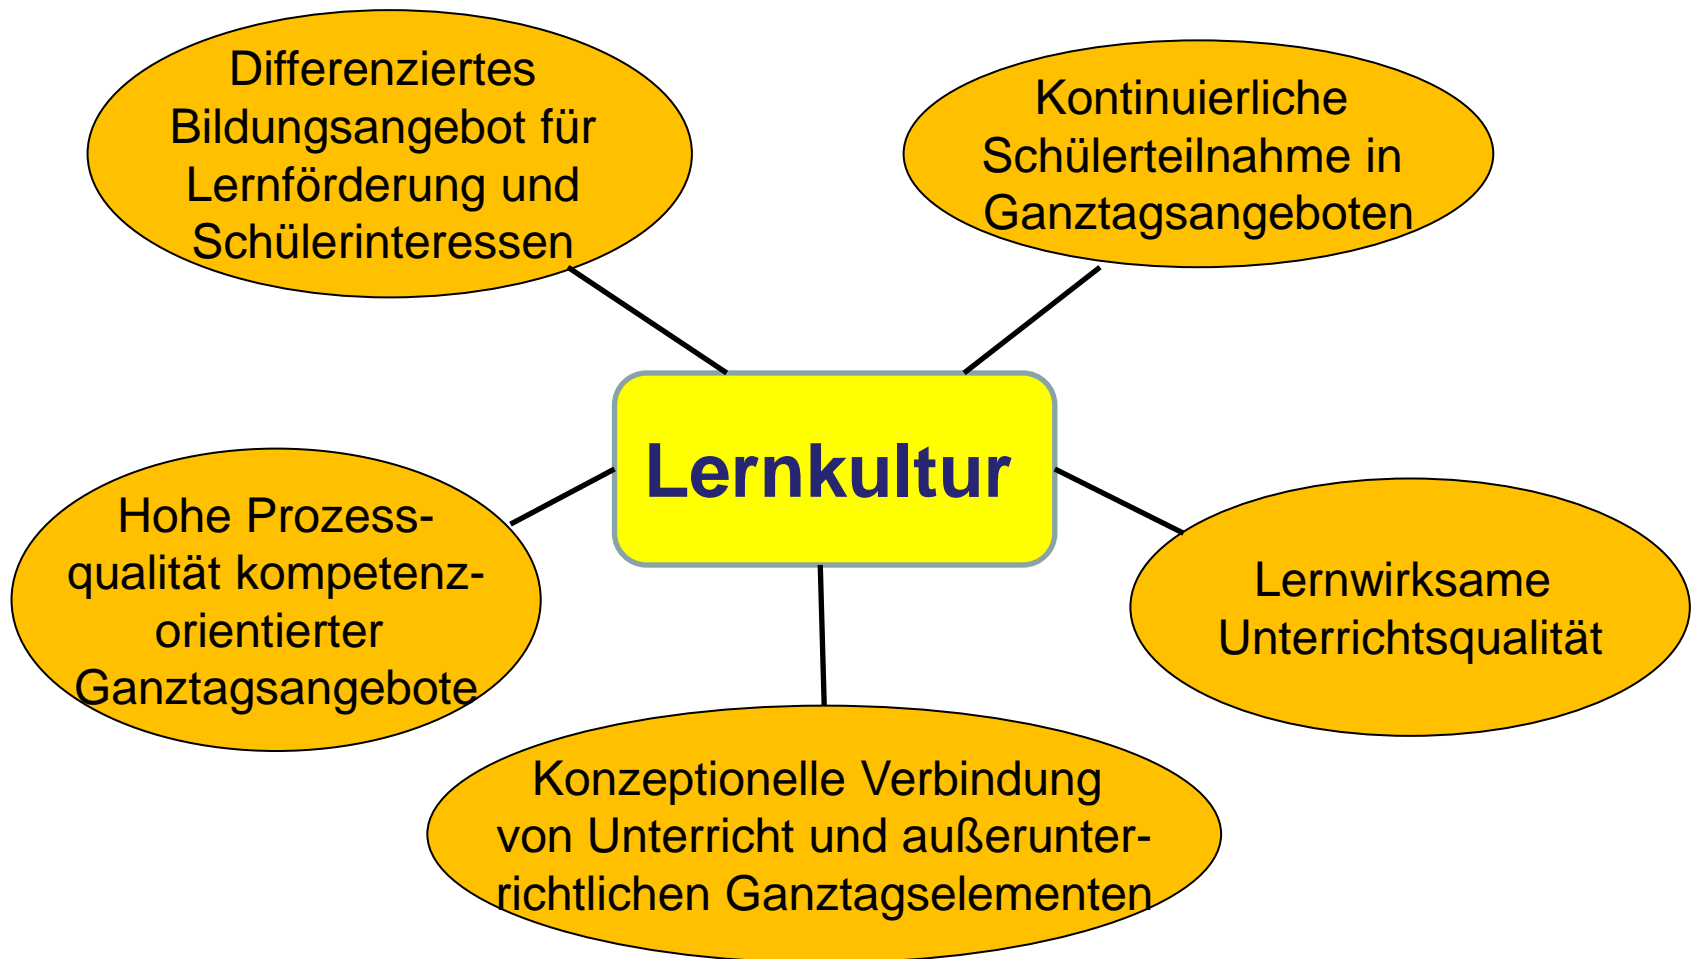 Differenziertes
Bildungsangebot für
Lernförderung und
Schülerinteressen
Kontinuierliche
Schülerteilnahme in
Ganztagsangeboten
Lernkultur
Hohe Prozess-
qualität kompetenz-
orientierter
Ganztagsangebote
Lernwirksame
Unterrichtsqualität
Konzeptionelle Verbindung
von Unterricht und außerunter-
richtlichen Ganztagselementen